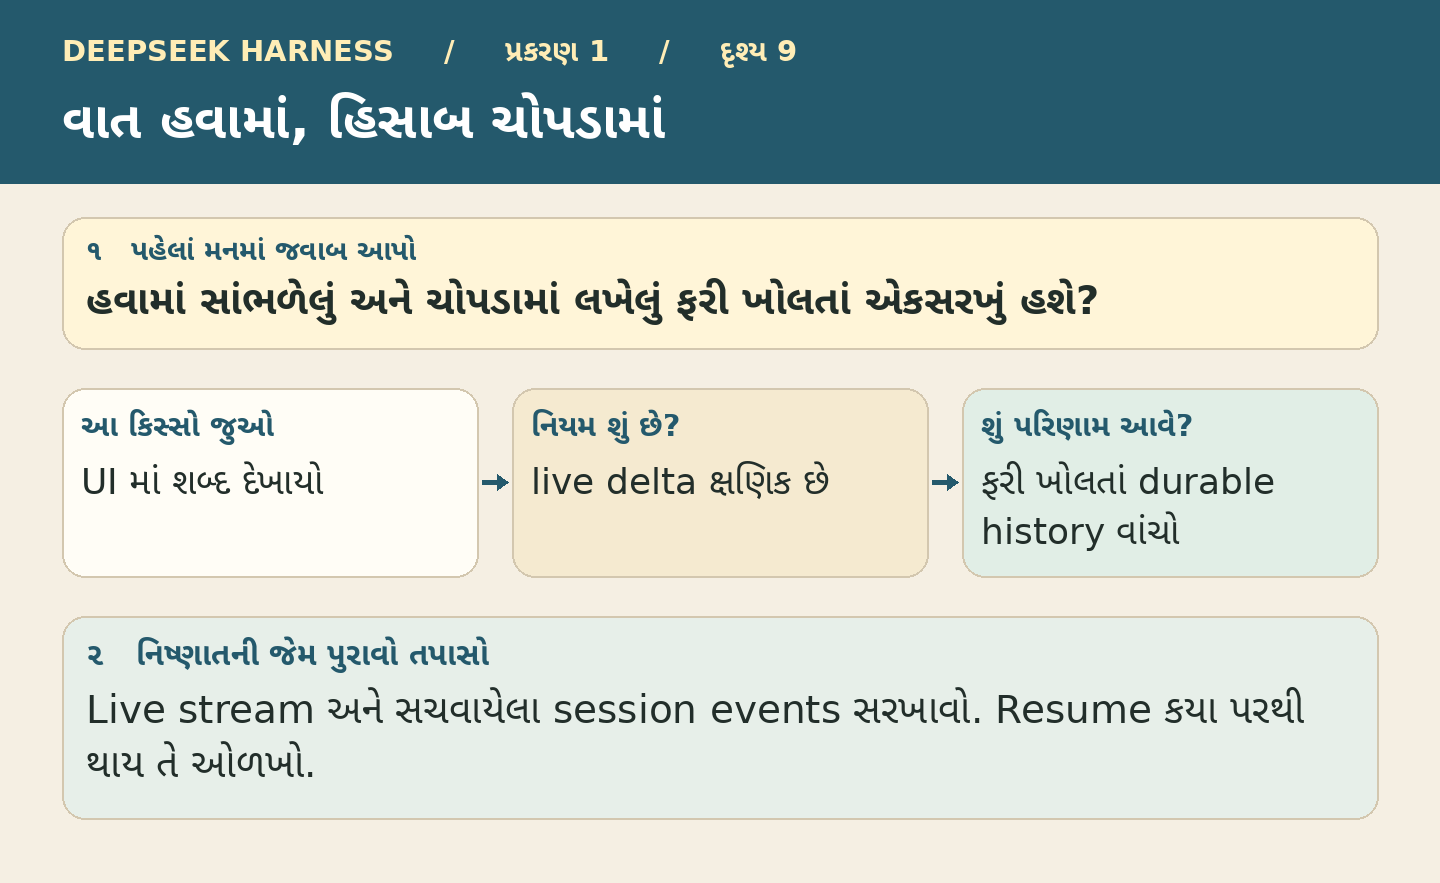 DEEPSEEK HARNESS / પ્રકરણ 1 / દૃશ્ય 9
વાત હવામાં, હિસાબ ચોપડામાં
૧ પહેલાં મનમાં જવાબ આપો
હવામાં સાંભળેલું અને ચોપડામાં લખેલું ફરી ખોલતાં એકસરખું હશે?
આ કિસ્સો જુઓ
UI માં શબ્દ દેખાયો
નિયમ શું છે?
live delta ક્ષણિક છે
શું પરિણામ આવે?
ફરી ખોલતાં durable
history વાંચો
૨ નિષ્ણાતની જેમ પુરાવો તપાસો
Live stream અને સચવાયેલા session events સરખાવો. Resume કયા પરથી
થાય તે ઓળખો.